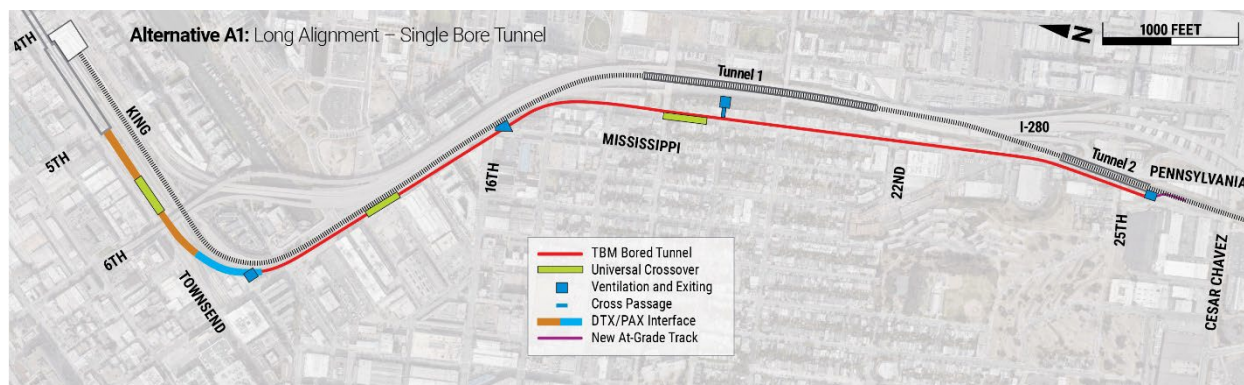 Alternative A1: Long Alignment – Single Bore Tunnel
N
1000 FEET
4TH
KING
5TH
6TH
TOWNSEND
16TH
MISSISSIPPI
Tunnel 1
22ND
I-280
Tunnel 2
PENNSYLVANIA
25TH
CESAR CHAVEZ
TBM Bored Tunnel
Universal Crossover
Ventilation and Exiting
Cross Passage
DTX/PAX Interface
New At-Grade Track